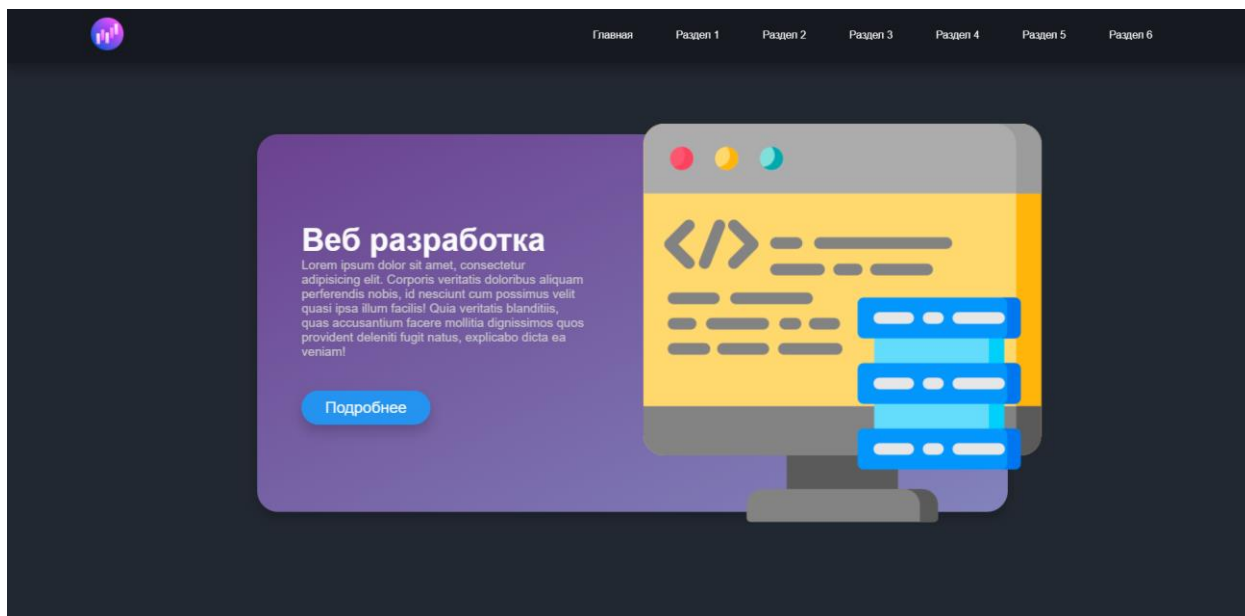 Главная Раздел 1 Раздел 2 Раздел 3 Раздел 4 Раздел 5 Раздел 6
Веб разработка
Lorem ipsum dolor sit amet, consectetur
adipisicing elit. Corporis veritatis doloribus aliquam
perferendis nobis, id nesciunt cum possimus velit
quasi ipsa illum facilis! Quia veritatis blanditiis,
quas accusantium facere mollitia dignissimos quos
provident deleniti fugit natus, explicabo dicta ea
veniam!
Подробнее